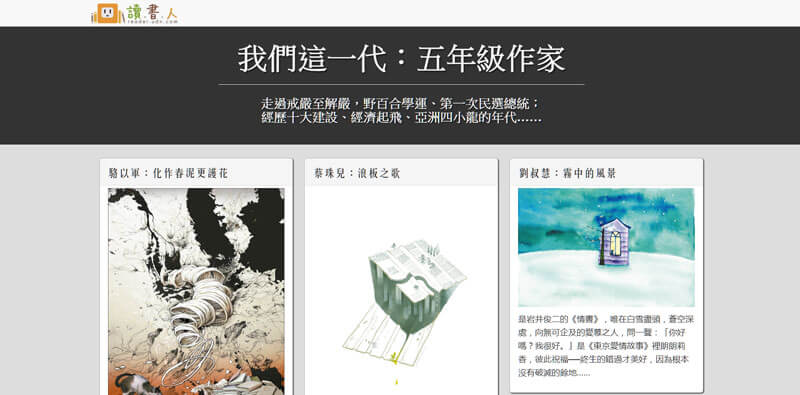 讀.書.人
reader.udn.com
我們這一代：五年級作家
走過戒嚴至解嚴，野百合學運、第一次民選總統；
經歷十大建設、經濟起飛、亞洲四小龍的年代......
駱以軍：化作春泥更護花
蔡珠兒：浪板之歌
劉叔慧：霧中的風景
是岩井俊二的《情書》，唯在白雪盡頭，蒼空深
處，向無可企及的愛戀之人，問一聲：「你好
嗎？我很好。」是《東京愛情故事》裡朗朗莉
香，彼此祝福──終生的錯過才美好，因為根本
沒有破滅的餘地......